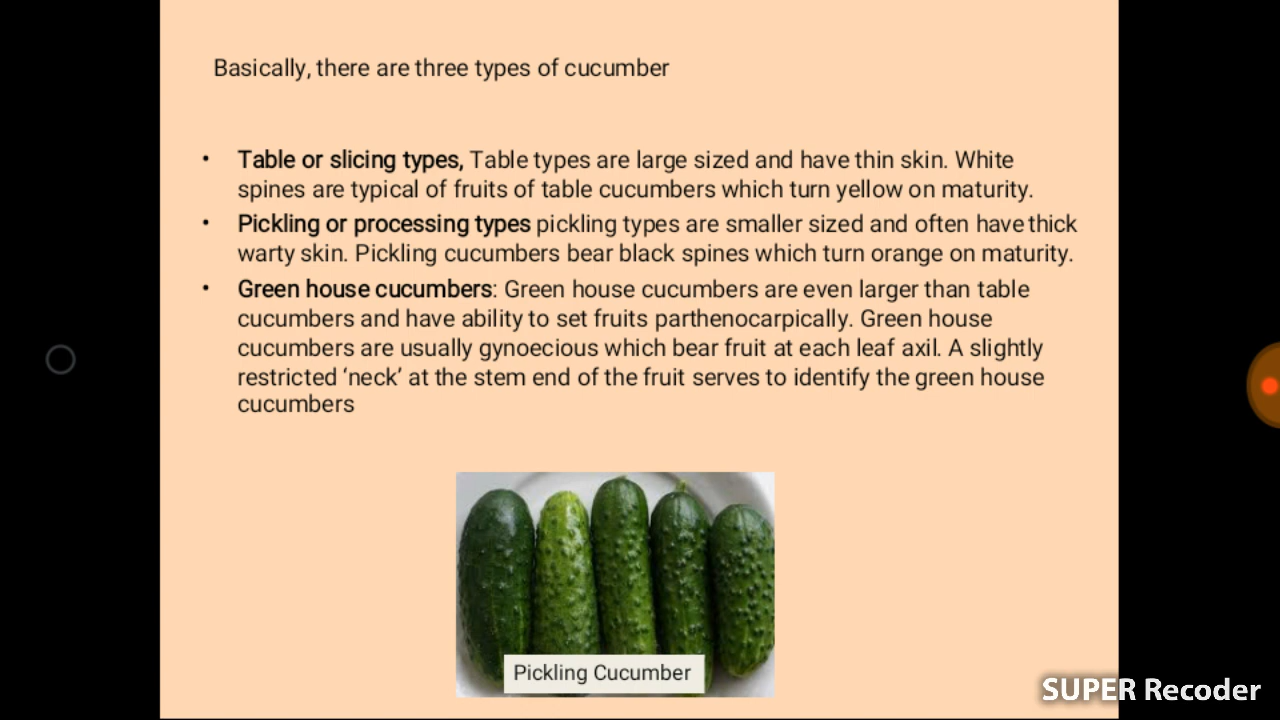 Basically, there are three types of cucumber
• Table or slicing types, Table types are large sized and have thin skin. White
spines are typical of fruits of table cucumbers which turn yellow on maturity.
• Pickling or processing types pickling types are smaller sized and often have thick
warty skin. Pickling cucumbers bear black spines which turn orange on maturity.
• Green house cucumbers: Green house cucumbers are even larger than table
cucumbers and have ability to set fruits parthenocarpically. Green house
cucumbers are usually gynoecious which bear fruit at each leaf axil. A slightly
restricted ‘neck’ at the stem end of the fruit serves to identify the green house
cucumbers
Pickling Cucumber
SUPER Recoder